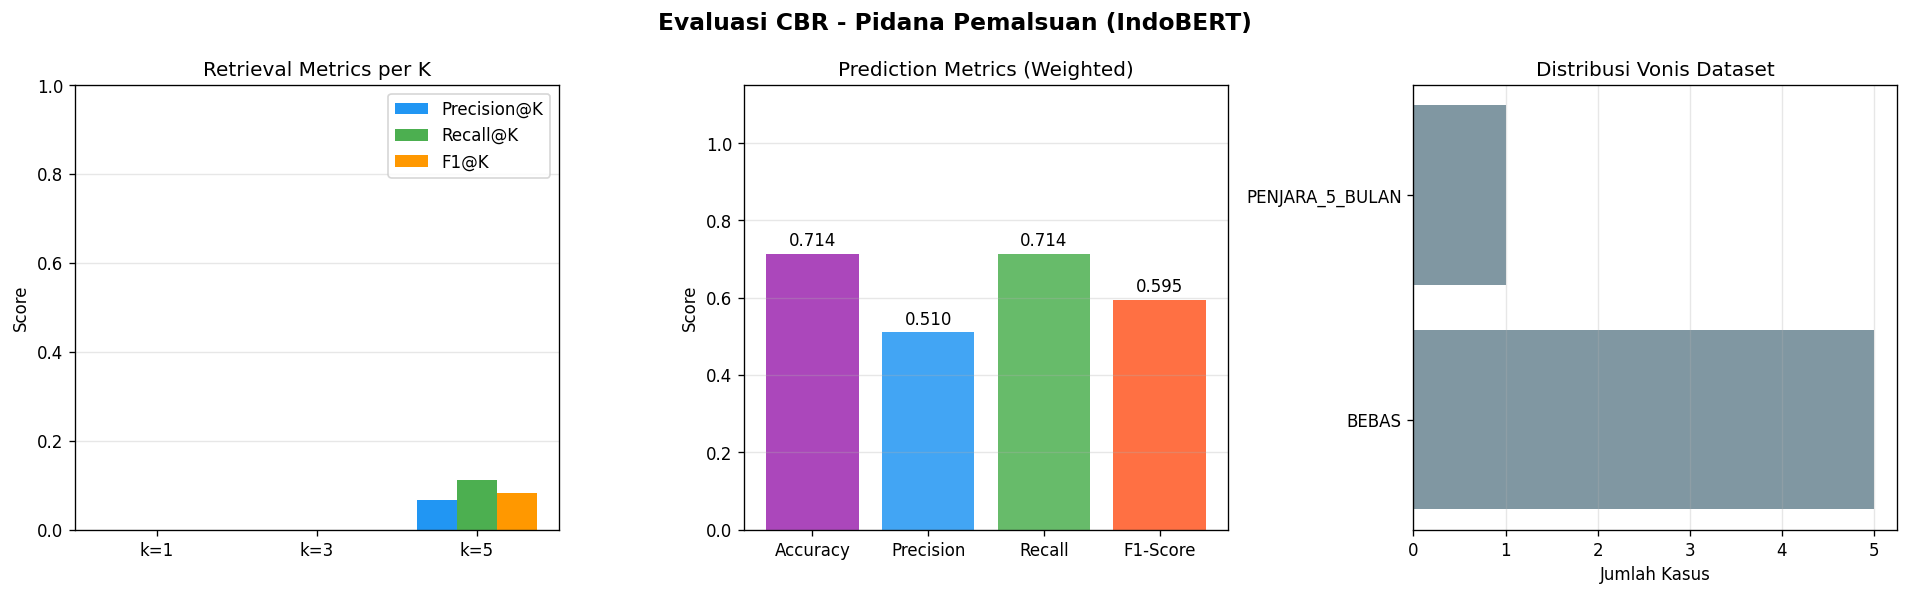 Evaluasi CBR - Pidana Pemalsuan (IndoBERT)
Retrieval Metrics per K
Score
1.0
0.8
0.6
0.4
0.2
0.0
k=1
k=3
k=5
Precision@K
Recall@K
F1@K
Prediction Metrics (Weighted)
Score
1.0
0.8
0.6
0.4
0.2
0.0
0.714
0.510
0.714
0.595
Accuracy
Precision
Recall
F1-Score
Distribusi Vonis Dataset
PENJARA_5_BULAN
BEBAS
0
1
2
3
4
5
Jumlah Kasus